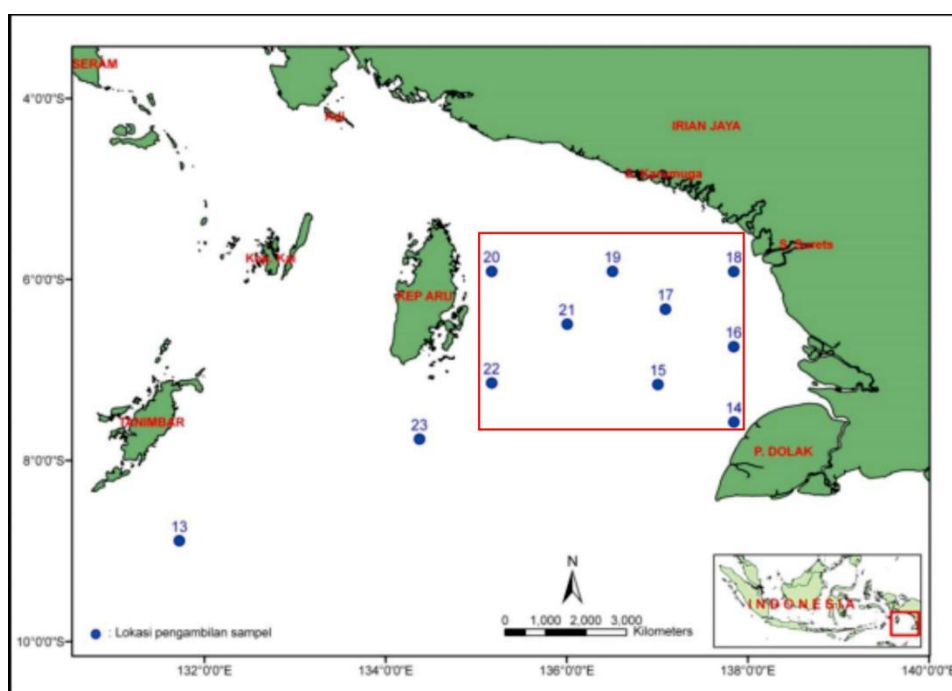 4°0'0"S
6°0'0"S
8°0'0"S
10°0'0"S
SERAM
Adi
IRIAN JAYA
KEP ARU
TANIMBAR
P. DOLAK
20
19
18
17
21
16
22
15
14
23
13
N
0 1,000 2,000 3,000
Kilometers
INDONESIA
: Lokasi pengambilan sampel
132°0'0"E
134°0'0"E
136°0'0"E
138°0'0"E
140°0'0"E